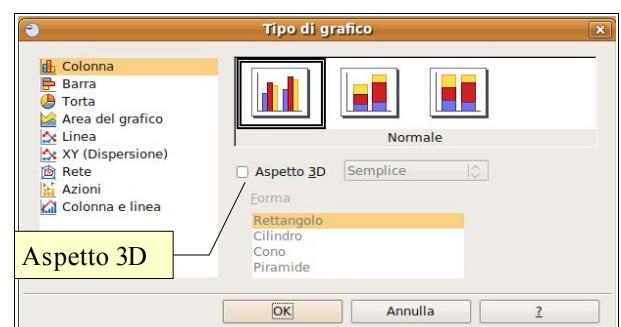 Tipo di grafico
Colonna
Barra
Torta
Area del grafico
Linea
XY (Dispersione)
Rete
Azioni
Colonna e linea
Normale
Aspetto 3D
Semplice
Forma
Rettangolo
Cilindro
Cono
Piramide
Aspetto 3D
OK
Annulla
?